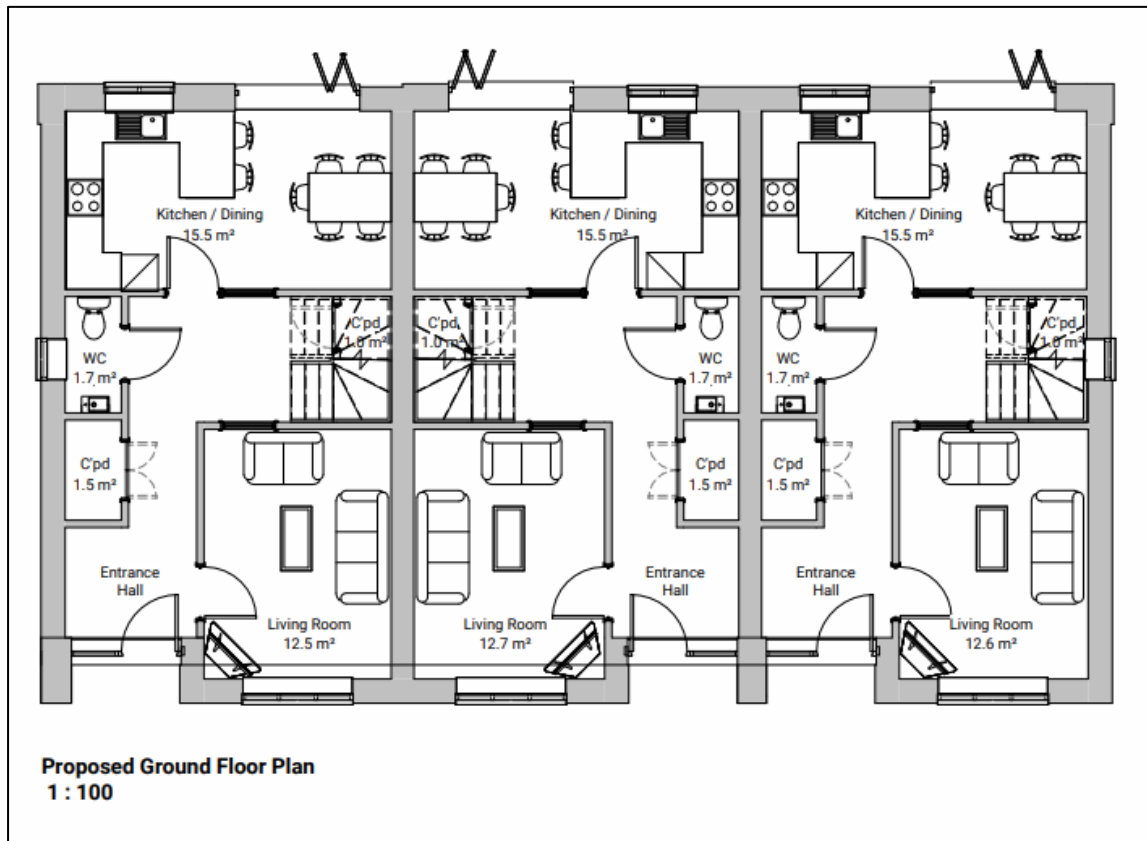 Kitchen / Dining
15.5 m²
Kitchen / Dining
15.5 m²
Kitchen / Dining
15.5 m²
C'pd
1.0 m²
C'pd
1.0 m²
C'pd
1.0 m²
WC
1.7 m²
WC
1.7 m²
WC
1.7 m²
C'pd
1.5 m²
C'pd
1.5 m²
C'pd
1.5 m²
Entrance
Hall
Entrance
Hall
Entrance
Hall
Living Room
12.5 m²
Living Room
12.7 m²
Living Room
12.6 m²
Proposed Ground Floor Plan
1 : 100